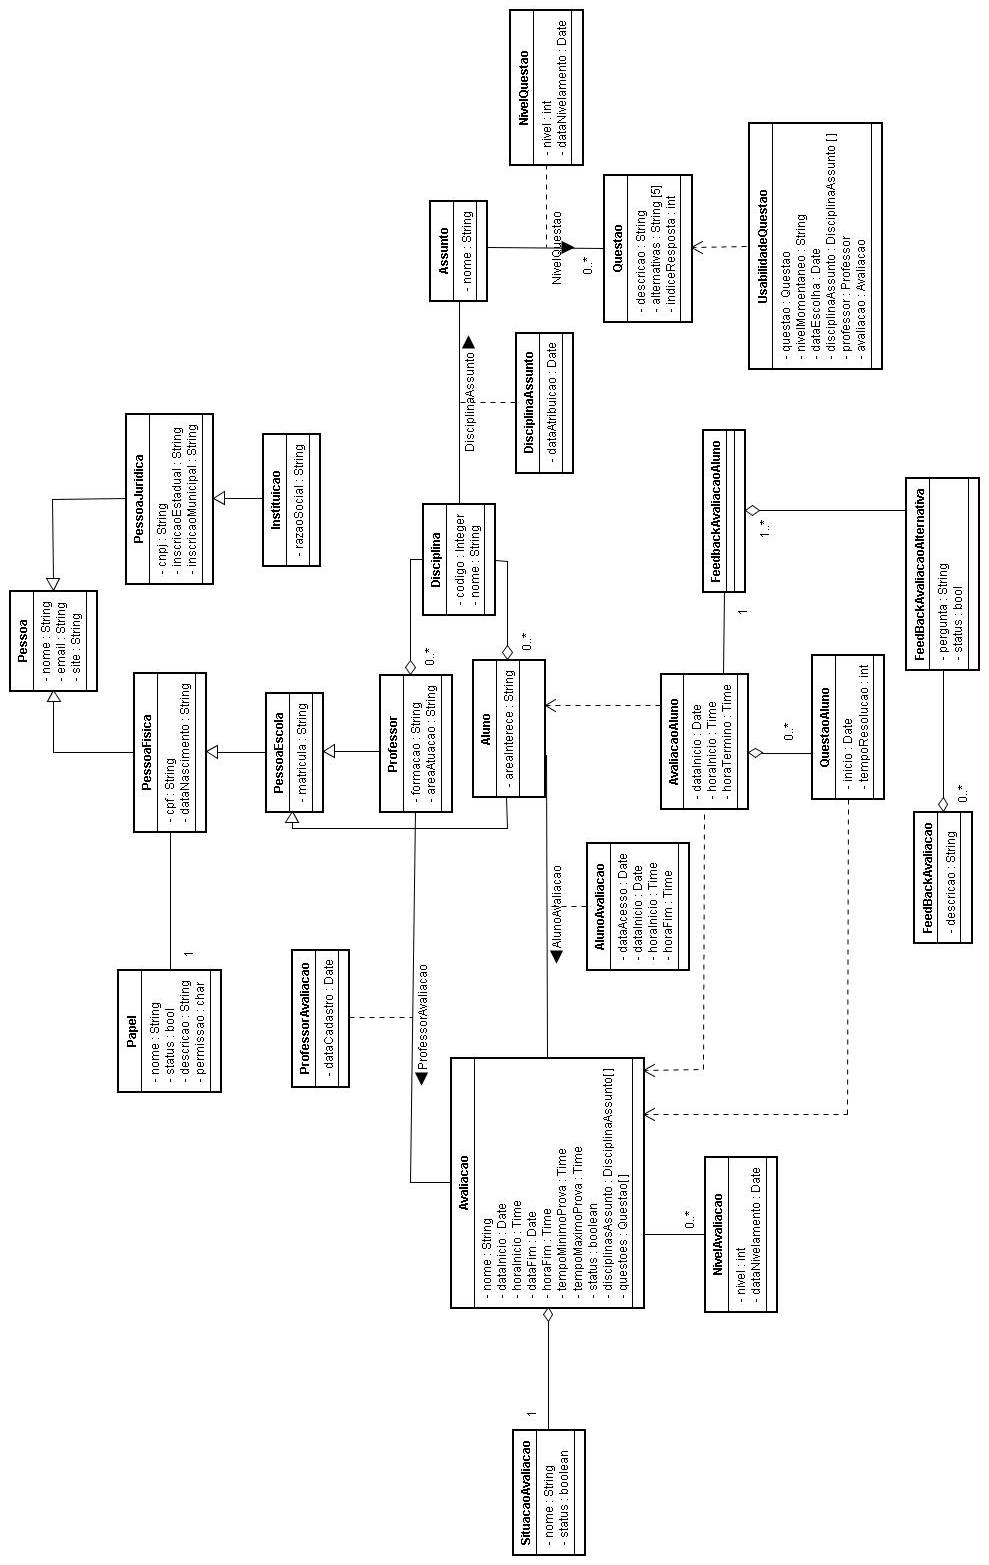 Pessoa
- nome : String
- email : String
- site : String
PessoaFisica
- cpf : String
- dataNascimento : String
PessoaJuridica
- cnpj : String
- inscricaoEstadual : String
- inscricaoMunicipal : String
Instituicao
- razaoSocial : String
Papel
- nome : String
- status : bool
- descricao : String
- permissao : char
1
PessoaEscola
- matricula : String
Professor
- formacao : String
- areaAtuacao : String
0..*
Aluno
- areaInterece : String
0..*
Disciplina
- codigo : Integer
- nome : String
DisciplinaAssunto
DisciplinaAssunto
- dataAtribuicao : Date
Assunto
- nome : String
NivelQuestao
- nivel : int
- dataNivelamento : Date
NivelQuestao
0..*
Questao
- descricao : String
- alternativas : String [5]
- indiceResposta : int
UsabilidadeQuestao
- questao : Questao
- nivelMomentaneo : String
- dataEscolha : Date
- disciplinaAssunto : DisciplinaAssunto [ ]
- professor : Professor
- avaliacao : Avaliacao
ProfessorAvaliacao
- dataCadastro : Date
ProfessorAvaliacao
AlunoAvaliacao
AlunoAvaliacao
- dataAcesso : Date
- dataInicio : Date
- horaInicio : Time
- horaFim : Time
Avaliacao
- nome : String
- dataInicio : Date
- horaInicio : Time
- dataFim : Date
- horaFim : Time
- tempoMinimoProva : Time
- tempoMaximoProva : Time
- status : boolean
- disciplinasAssunto : DisciplinaAssunto[ ]
- questoes : Questao[ ]
SituacaoAvaliacao
- nome : String
- status : boolean
1
NivelAvaliacao
- nivel : int
- dataNivelamento : Date
0..*
AvaliacaoAluno
- dataInicio : Date
- horaInicio : Time
- horaTermino : Time
1
FeedbackAvaliacaoAluno
1..*
QuestaoAluno
- inicio : Date
- tempoResolucao : int
0..*
FeedBackAvaliacaoAlternativa
- pergunta : String
- status : bool
FeedBackAvaliacao
- descricao : String
0..*